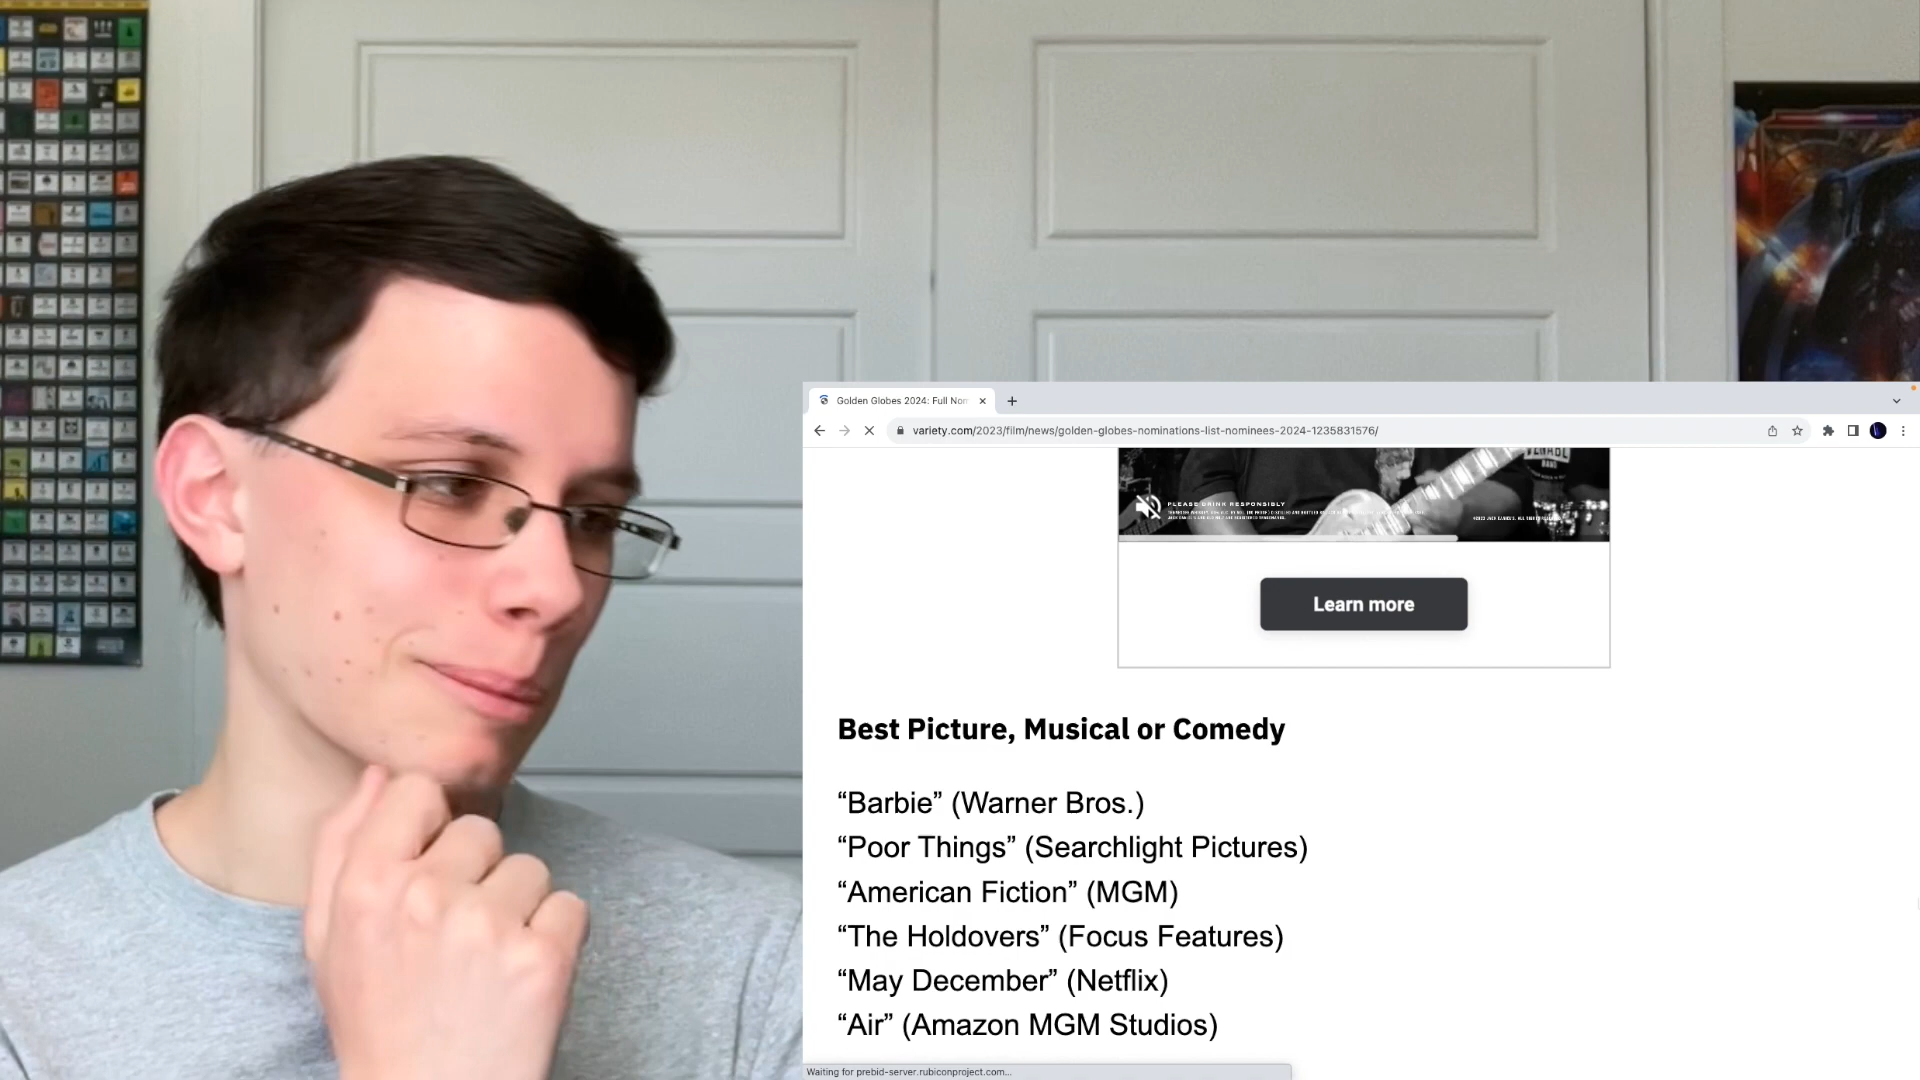 Golden Globes 2024: Full Nom
variety.com/2023/film/news/golden-globes-nominations-list-nominees-2024-1235831576/
PLEASE DRINK RESPONSIBLY
BAND
Learn more
Best Picture, Musical or Comedy
“Barbie” (Warner Bros.)
“Poor Things” (Searchlight Pictures)
“American Fiction” (MGM)
“The Holdovers” (Focus Features)
“May December” (Netflix)
“Air” (Amazon MGM Studios)
Waiting for prebid-server.rubiconproject.com...